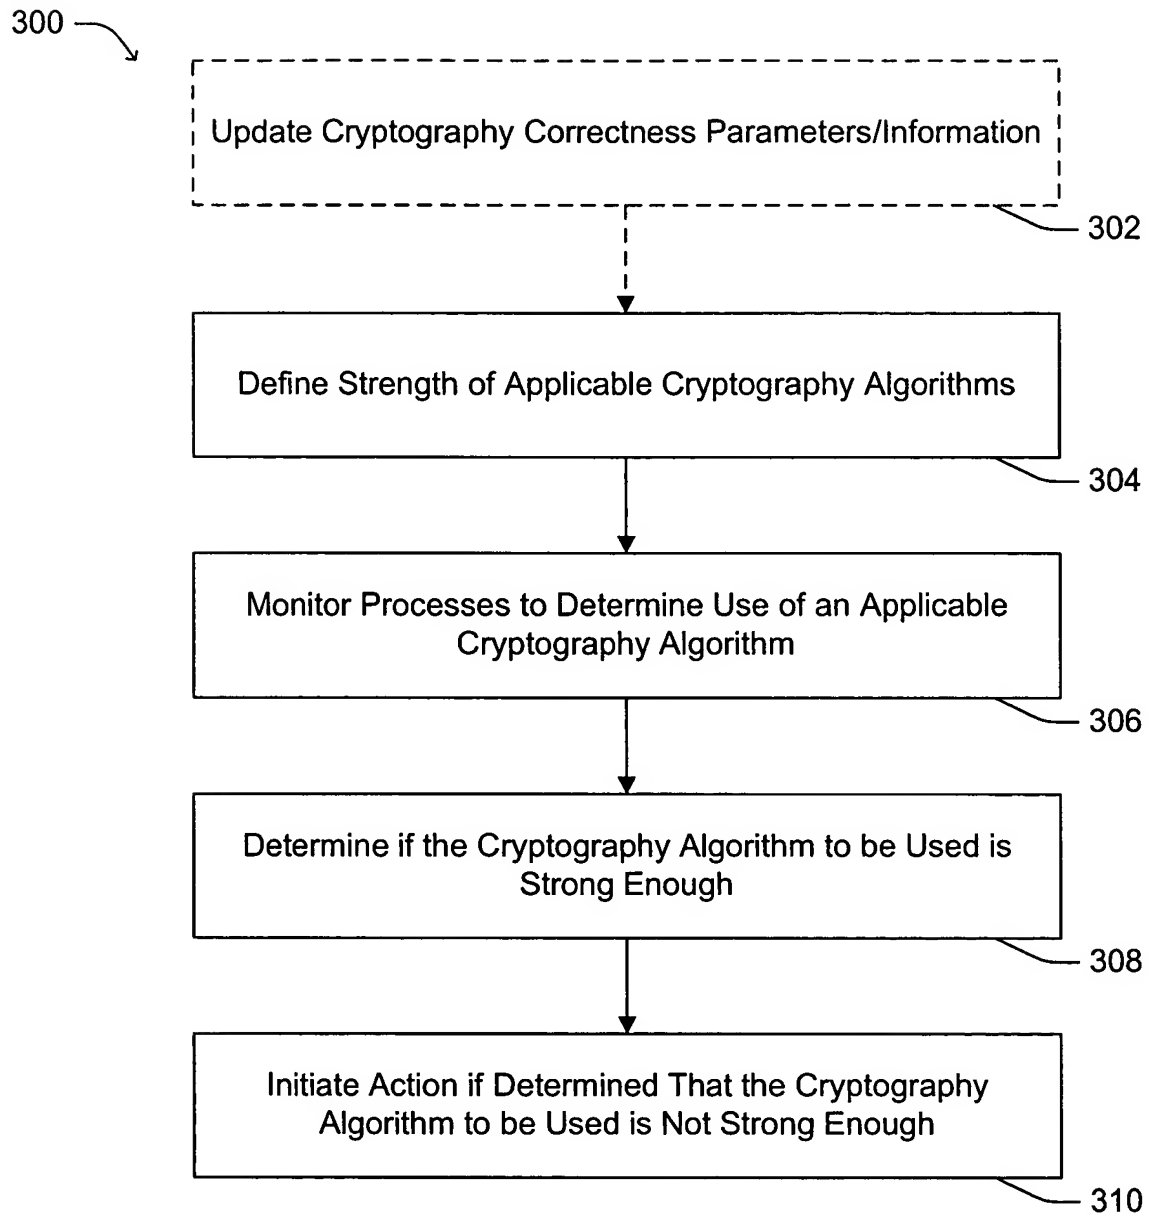 300
Update Cryptography Correctness Parameters/Information
302
Define Strength of Applicable Cryptography Algorithms
304
Monitor Processes to Determine Use of an Applicable
Cryptography Algorithm
306
Determine if the Cryptography Algorithm to be Used is
Strong Enough
308
Initiate Action if Determined That the Cryptography
Algorithm to be Used is Not Strong Enough
310